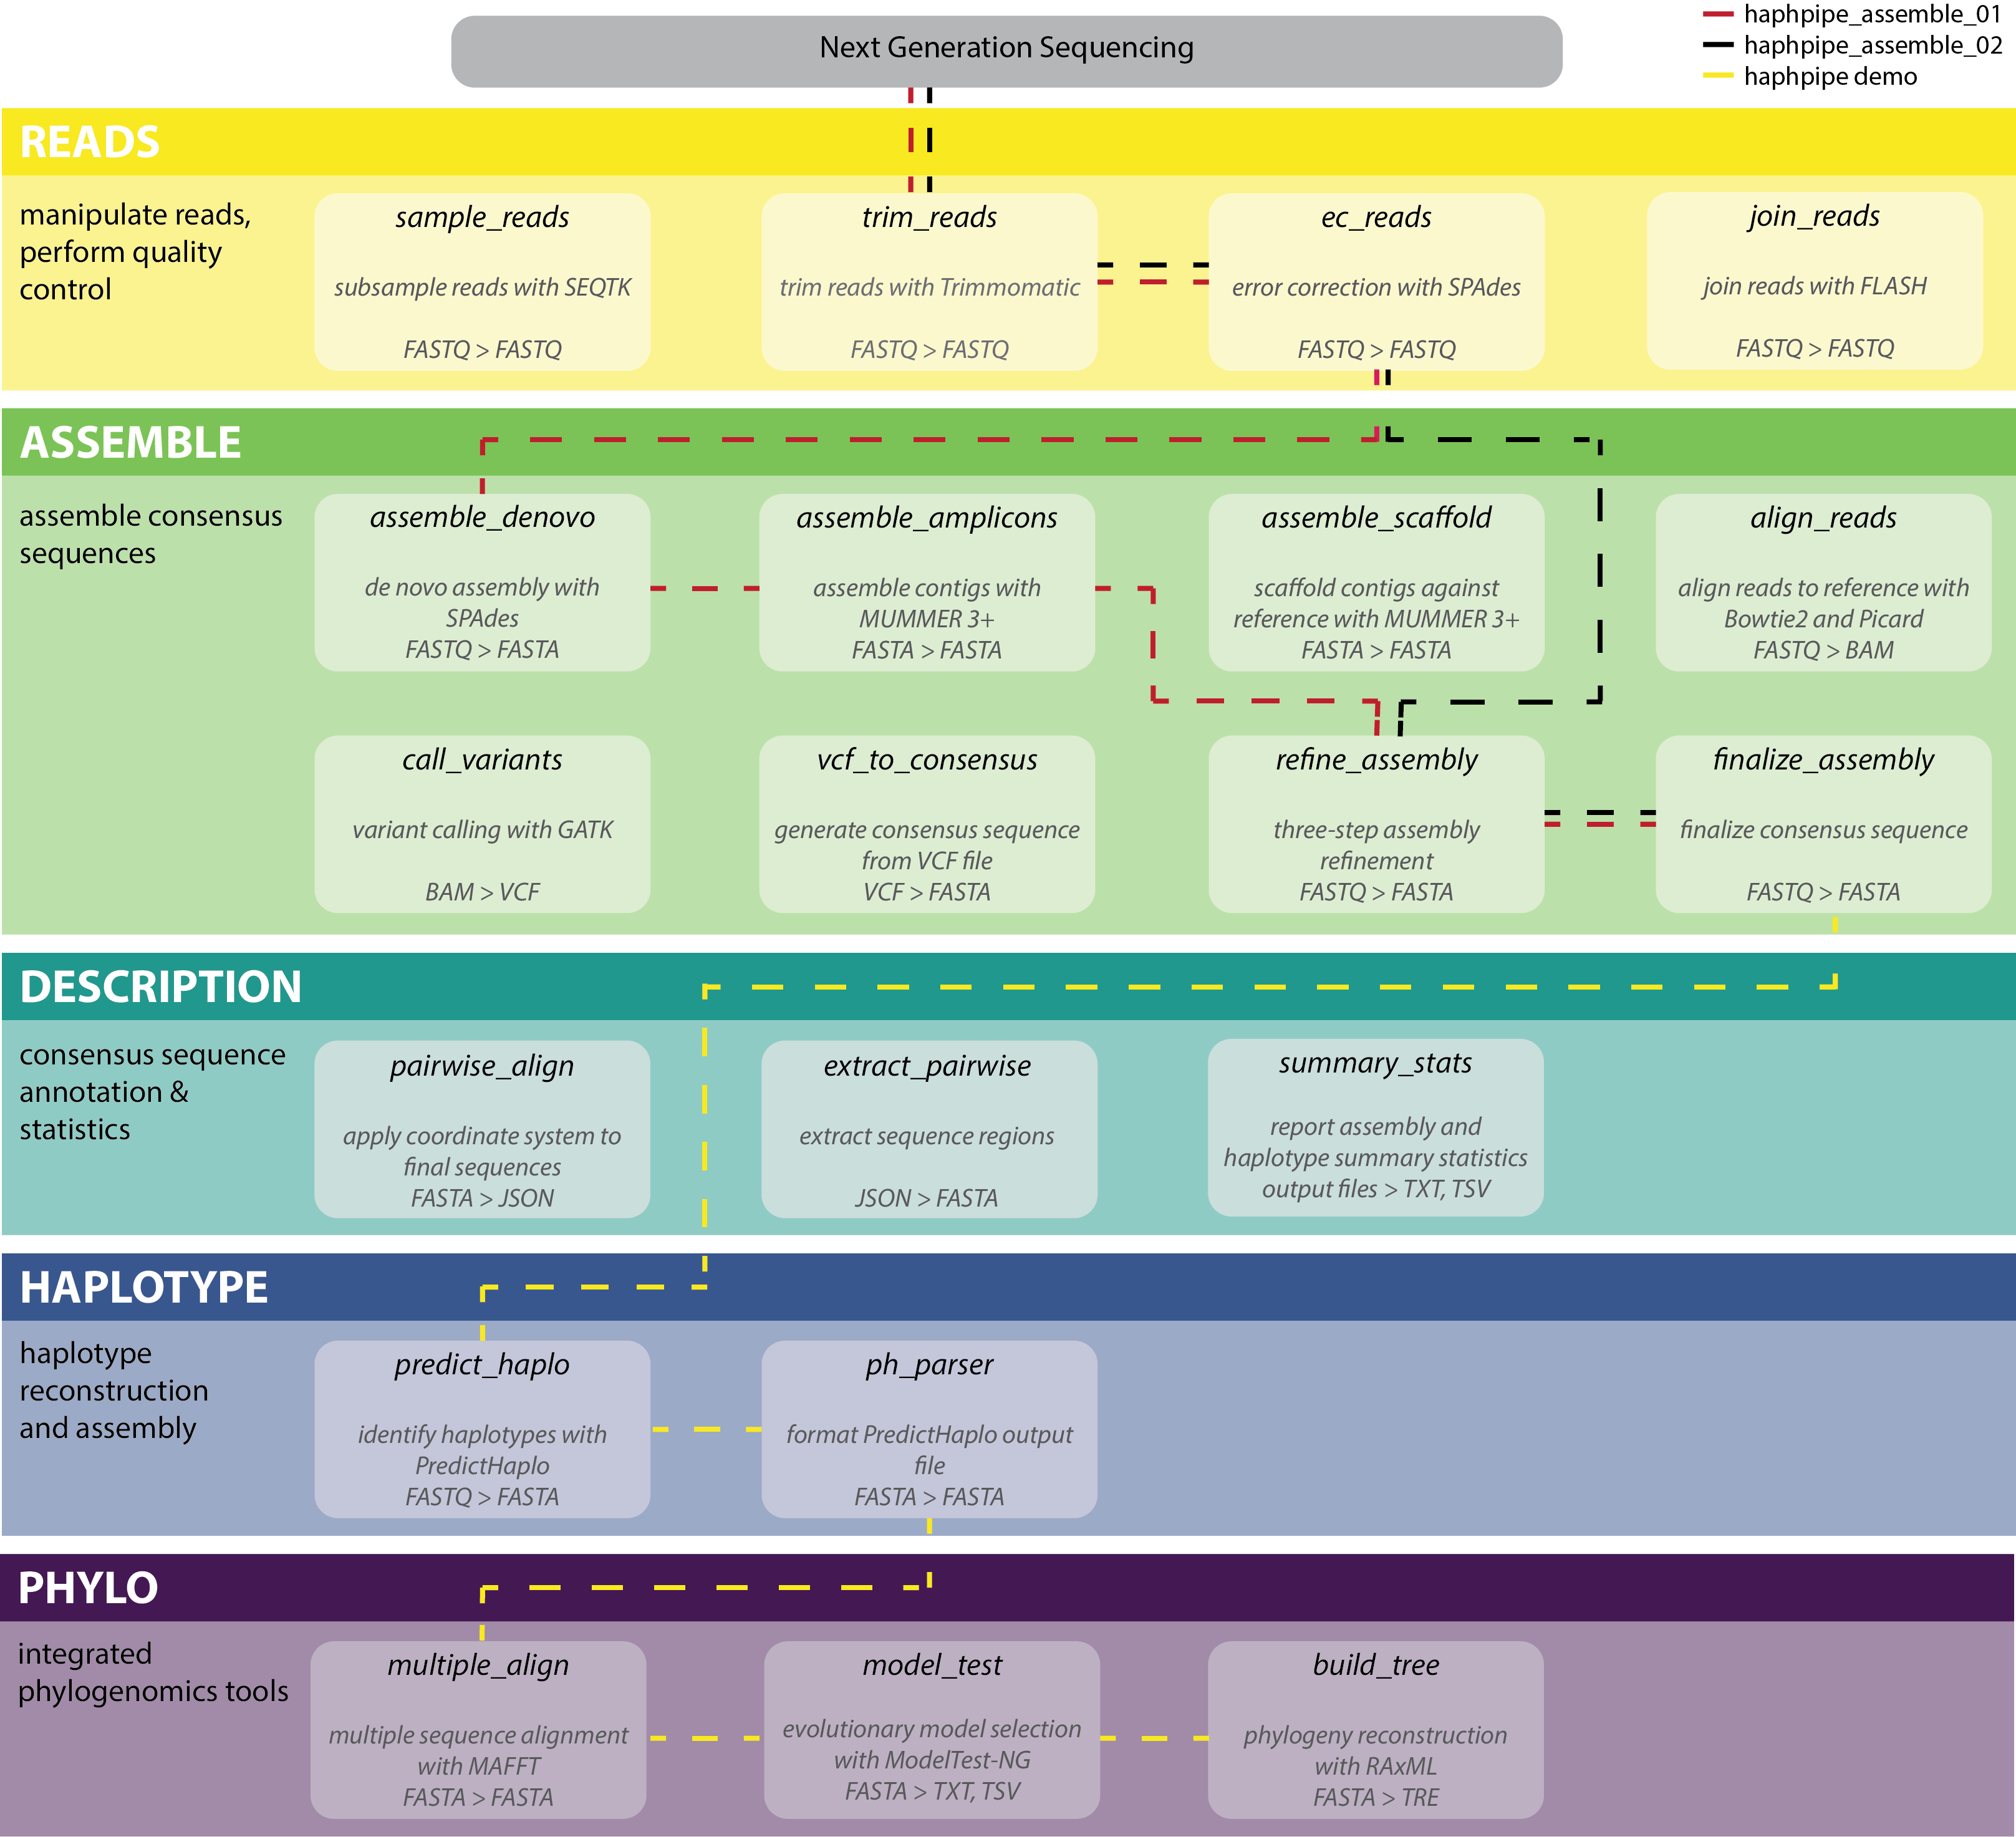 haphpipe_assemble_01
haphpipe_assemble_02
haphpipe demo
Next Generation Sequencing
READS
manipulate reads,
perform quality
control
sample_reads
subsample reads with SEQTK
FASTQ > FASTQ
trim_reads
trim reads with Trimmomatic
FASTQ > FASTQ
ec_reads
error correction with SPAdes
FASTQ > FASTQ
join_reads
join reads with FLASH
FASTQ > FASTQ
ASSEMBLE
assemble consensus
sequences
assemble_denovo
de novo assembly with
SPAdes
FASTQ > FASTA
assemble_amplicons
assemble contigs with
MUMMER 3+
FASTA > FASTA
assemble_scaffold
scaffold contigs against
reference with MUMMER 3+
FASTA > FASTA
align_reads
align reads to reference with
Bowtie2 and Picard
FASTQ > BAM
call_variants
variant calling with GATK
BAM > VCF
vcf_to_consensus
generate consensus sequence
from VCF file
VCF > FASTA
refine_assembly
three-step assembly
refinement
FASTQ > FASTA
finalize_assembly
finalize consensus sequence
FASTQ > FASTA
DESCRIPTION
consensus sequence
annotation &
statistics
pairwise_align
apply coordinate system to
final sequences
FASTA > JSON
extract_pairwise
extract sequence regions
JSON > FASTA
summary_stats
report assembly and
haplotype summary statistics
output files > TXT, TSV
HAPLOTYPE
haplotype
reconstruction
and assembly
predict_haplo
identify haplotypes with
PredictHaplo
FASTQ > FASTA
ph_parser
format PredictHaplo output
file
FASTA > FASTA
PHYLO
integrated
phylogenomics tools
multiple_align
multiple sequence alignment
with MAFFT
FASTA > FASTA
model_test
evolutionary model selection
with ModelTest-NG
FASTA > TXT, TSV
build_tree
phylogeny reconstruction
with RAxML
FASTA > TRE